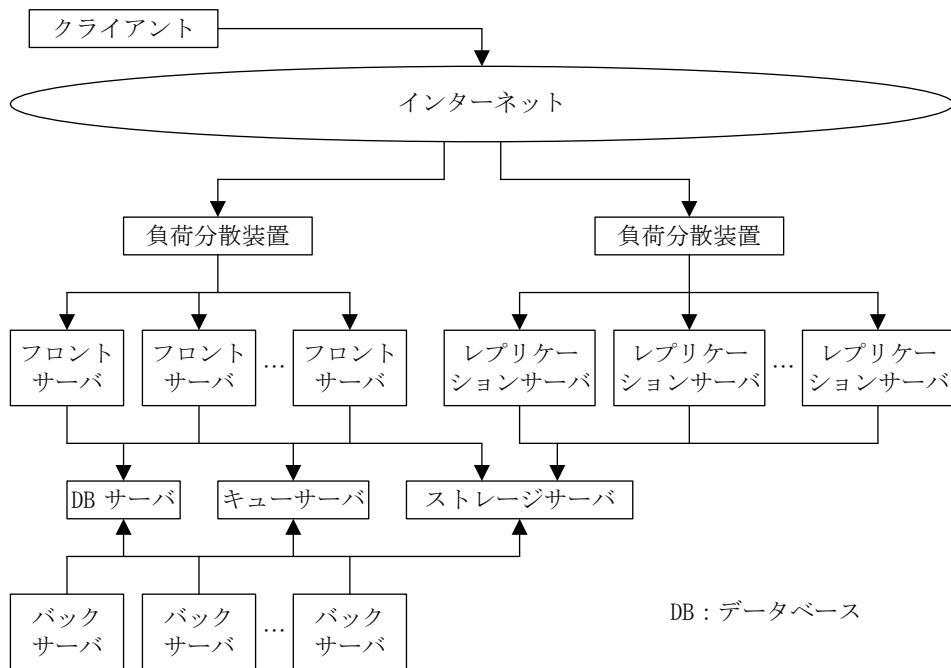 クライアント
インターネット
負荷分散装置
負荷分散装置
フロント
サーバ
フロント
サーバ
…
フロント
サーバ
レプリケー
ションサーバ
レプリケー
ションサーバ
…
レプリケー
ションサーバ
DB サーバ
キューサーバ
ストレージサーバ
バック
サーバ
バック
サーバ
…
バック
サーバ
DB：データベース